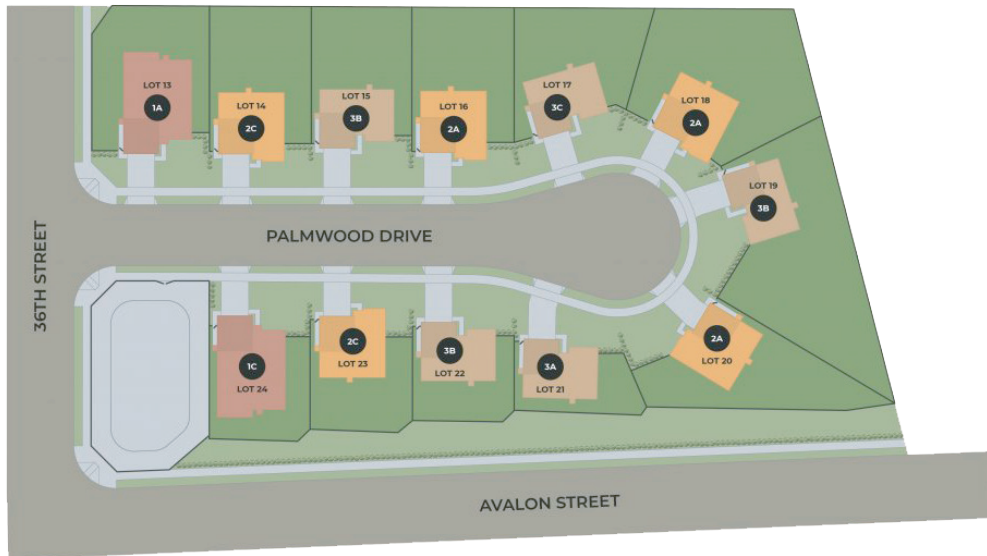 LOT 13
1A
LOT 14
2C
LOT 15
3B
LOT 16
2A
LOT 17
3C
LOT 18
2A
LOT 19
3B
PALMWOOD DRIVE
36TH STREET
1C
LOT 24
2C
LOT 23
3B
LOT 22
3A
LOT 21
2A
LOT 20
AVALON STREET